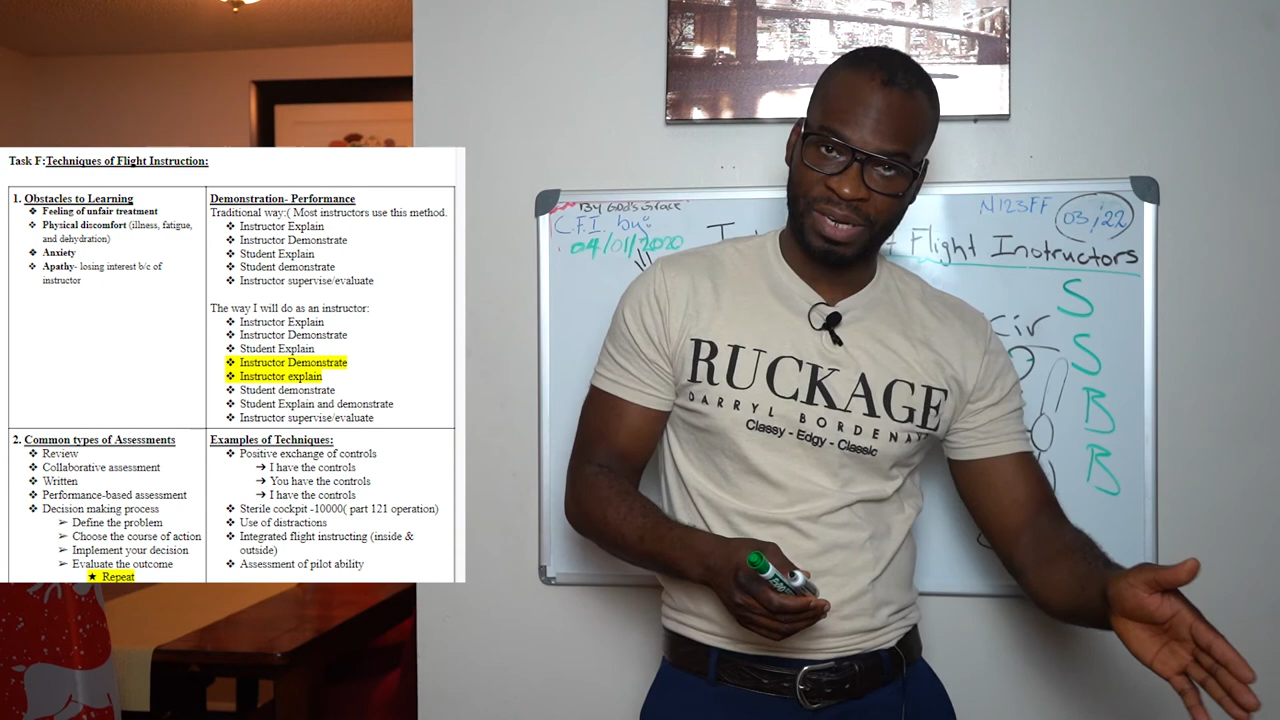 Task F:Techniques of Flight Instruction:
1. Obstacles to Learning
❖ Feeling of unfair treatment
❖ Physical discomfort (illness, fatigue,
and dehydration)
❖ Anxiety
❖ Apathy- losing interest b/c of
instructor
Demonstration- Performance
Traditional way:( Most instructors use this method.
❖ Instructor Explain
❖ Instructor Demonstrate
❖ Student Explain
❖ Student demonstrate
❖ Instructor supervise/evaluate
The way I will do as an instructor:
❖ Instructor Explain
❖ Instructor Demonstrate
❖ Student Explain
❖ Instructor Demonstrate
❖ Instructor explain
❖ Student demonstrate
❖ Student Explain and demonstrate
❖ Instructor supervise/evaluate
2. Common types of Assessments
❖ Review
❖ Collaborative assessment
❖ Written
❖ Performance-based assessment
❖ Decision making process
➢ Define the problem
➢ Choose the course of action
➢ Implement your decision
➢ Evaluate the outcome
★ Repeat
Examples of Techniques:
❖ Positive exchange of controls
➔ I have the controls
➔ You have the controls
➔ I have the controls
❖ Sterile cockpit -10000( part 121 operation)
❖ Use of distractions
❖ Integrated flight instructing (inside &
outside)
❖ Assessment of pilot ability
By God's Grace
C.F.I. by:
04/01/2020
N123FF
03/22
Flight Instructors
Cir
S
S
B
B
RUCKAGE
DARRYL BORDENAVE
Classy - Edgy - Classic